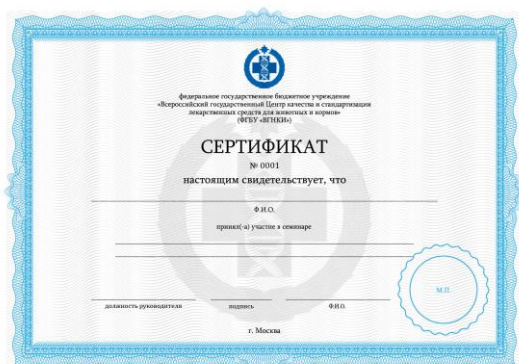 федеральное государственное бюджетное учреждение
«Всероссийский государственный Центр качества и стандартизации
лекарственных средств для животных и кормов»
(ФГБУ «ВГНКИ»)
СЕРТИФИКАТ
№ 0001
настоящим свидетельствует, что
Ф.И.О.
принял(-а) участие в семинаре
М.П.
должность руководителя подпись Ф.И.О.
г. Москва